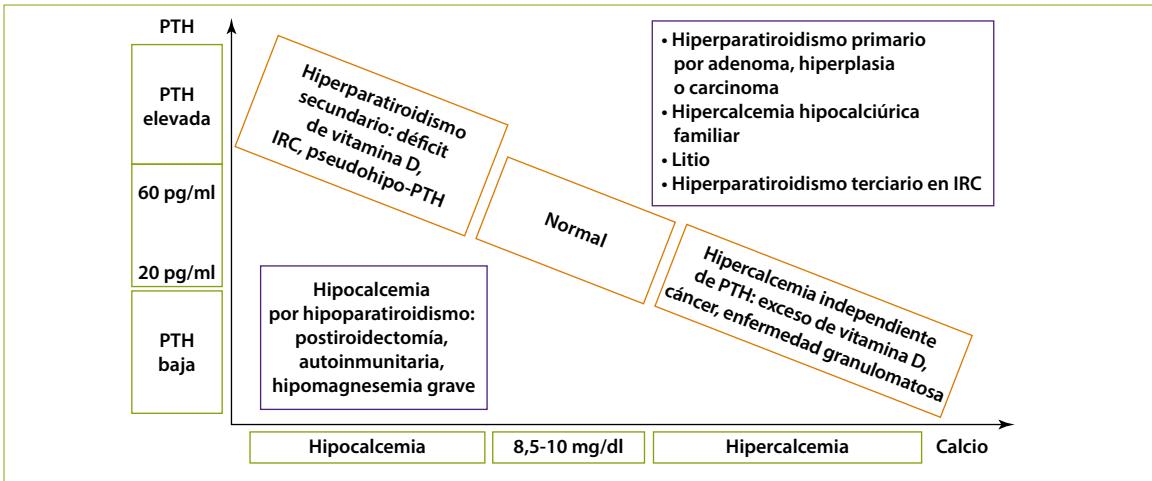 PTH
PTH
elevada
60 pg/ml
20 pg/ml
PTH
baja
Hiperparatiroidismo
secundario: déficit
de vitamina D,
IRC, pseudohipo-PTH
Normal
• Hiperparatiroidismo primario
por adenoma, hiperplasia
o carcinoma
• Hipercalcemia hipocalciúrica
familiar
• Litio
• Hiperparatiroidismo terciario en IRC
Hipocalcemia
por hipoparatiroidismo:
postiroidectomía,
autoinmunitaria,
hipomagnesemia grave
Hipercalcemia independiente
de PTH: exceso de vitamina D,
cáncer, enfermedad granulomatosa
Hipocalcemia
8,5-10 mg/dl
Hipercalcemia
Calcio